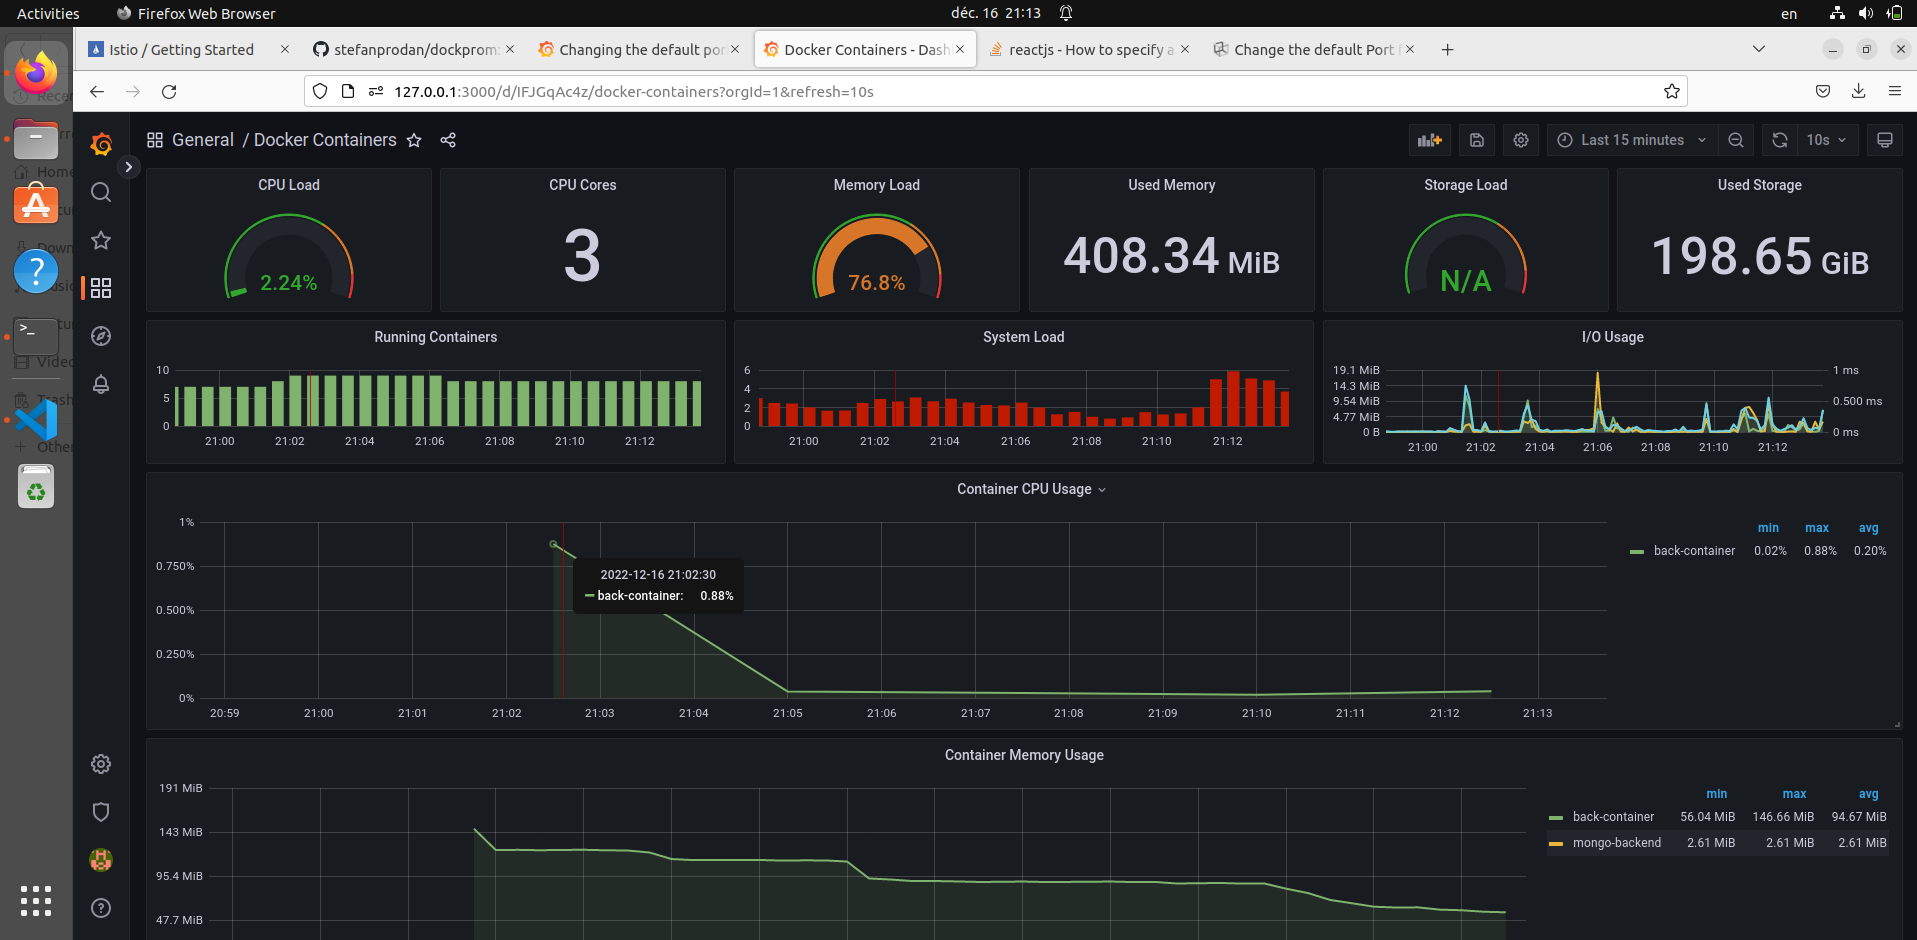 Activities Firefox Web Browser déc. 16 21:13 en
Istio / Getting Started stefanprodan/dockprom: Changing the default por Docker Containers - Dash reactjs - How to specify a Change the default Port f
127.0.0.1:3000/d/IFJGqAc4z/docker-containers?orgId=1&refresh=10s
General / Docker Containers Last 15 minutes 10s
CPU Load CPU Cores Memory Load Used Memory Storage Load Used Storage
2.24% 3 76.8% 408.34 MiB N/A 198.65 GiB
Running Containers System Load I/O Usage
10
5
0
21:00 21:02 21:04 21:06 21:08 21:10 21:12
6
4
2
0
21:00 21:02 21:04 21:06 21:08 21:10 21:12
19.1 MiB 1 ms
14.3 MiB
9.54 MiB 0.500 ms
4.77 MiB
0 B 0 ms
21:00 21:02 21:04 21:06 21:08 21:10 21:12
Container CPU Usage
1%
0.750%
0.500%
0.250%
0%
20:59 21:00 21:01 21:02 21:03 21:04 21:05 21:06 21:07 21:08 21:09 21:10 21:11 21:12 21:13
2022-12-16 21:02:30
back-container: 0.88%
min max avg
back-container 0.02% 0.88% 0.20%
Container Memory Usage
191 MiB
143 MiB
95.4 MiB
47.7 MiB
min max avg
back-container 56.04 MiB 146.66 MiB 94.67 MiB
mongo-backend 2.61 MiB 2.61 MiB 2.61 MiB